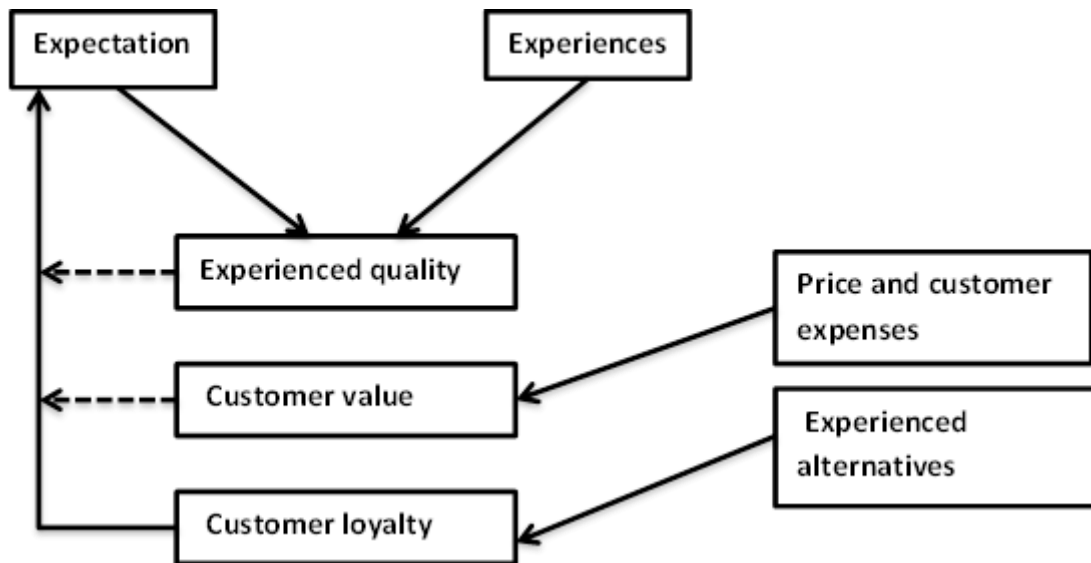 Expectation
Experiences
Experienced quality
Price and customer
expenses
Customer value
Experienced
alternatives
Customer loyalty